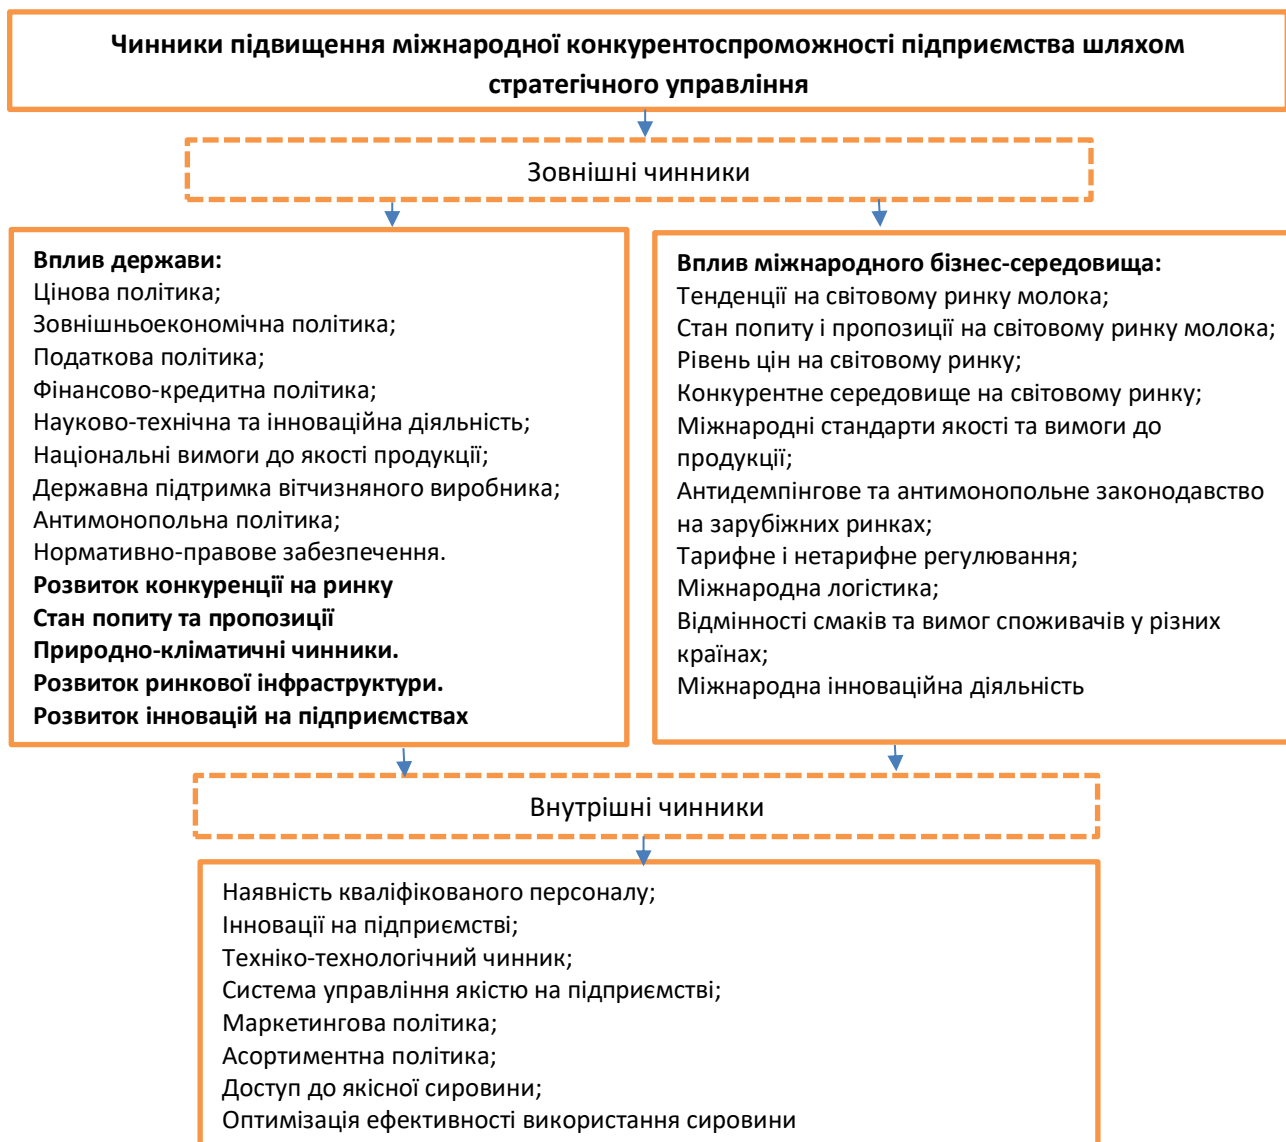 Чинники підвищення міжнародної конкурентоспроможності підприємства шляхом
стратегічного управління
Зовнішні чинники
Вплив держави:
Цінова політика;
Зовнішньоекономічна політика;
Податкова політика;
Фінансово-кредитна політика;
Науково-технічна та інноваційна діяльність;
Національні вимоги до якості продукції;
Державна підтримка вітчизняного виробника;
Антимонопольна політика;
Нормативно-правове забезпечення.
Розвиток конкуренції на ринку
Стан попиту та пропозиції
Природно-кліматичні чинники.
Розвиток ринкової інфраструктури.
Розвиток інновацій на підприємствах
Вплив міжнародного бізнес-середовища:
Тенденції на світовому ринку молока;
Стан попиту і пропозиції на світовому ринку молока;
Рівень цін на світовому ринку;
Конкурентне середовище на світовому ринку;
Міжнародні стандарти якості та вимоги до
продукції;
Антидемпінгове та антимонопольне законодавство
на зарубіжних ринках;
Тарифне і нетарифне регулювання;
Міжнародна логістика;
Відмінності смаків та вимог споживачів у різних
країнах;
Міжнародна інноваційна діяльність
Внутрішні чинники
Наявність кваліфікованого персоналу;
Інновації на підприємстві;
Техніко-технологічний чинник;
Система управління якістю на підприємстві;
Маркетингова політика;
Асортиментна політика;
Доступ до якісної сировини;
Оптимізація ефективності використання сировини